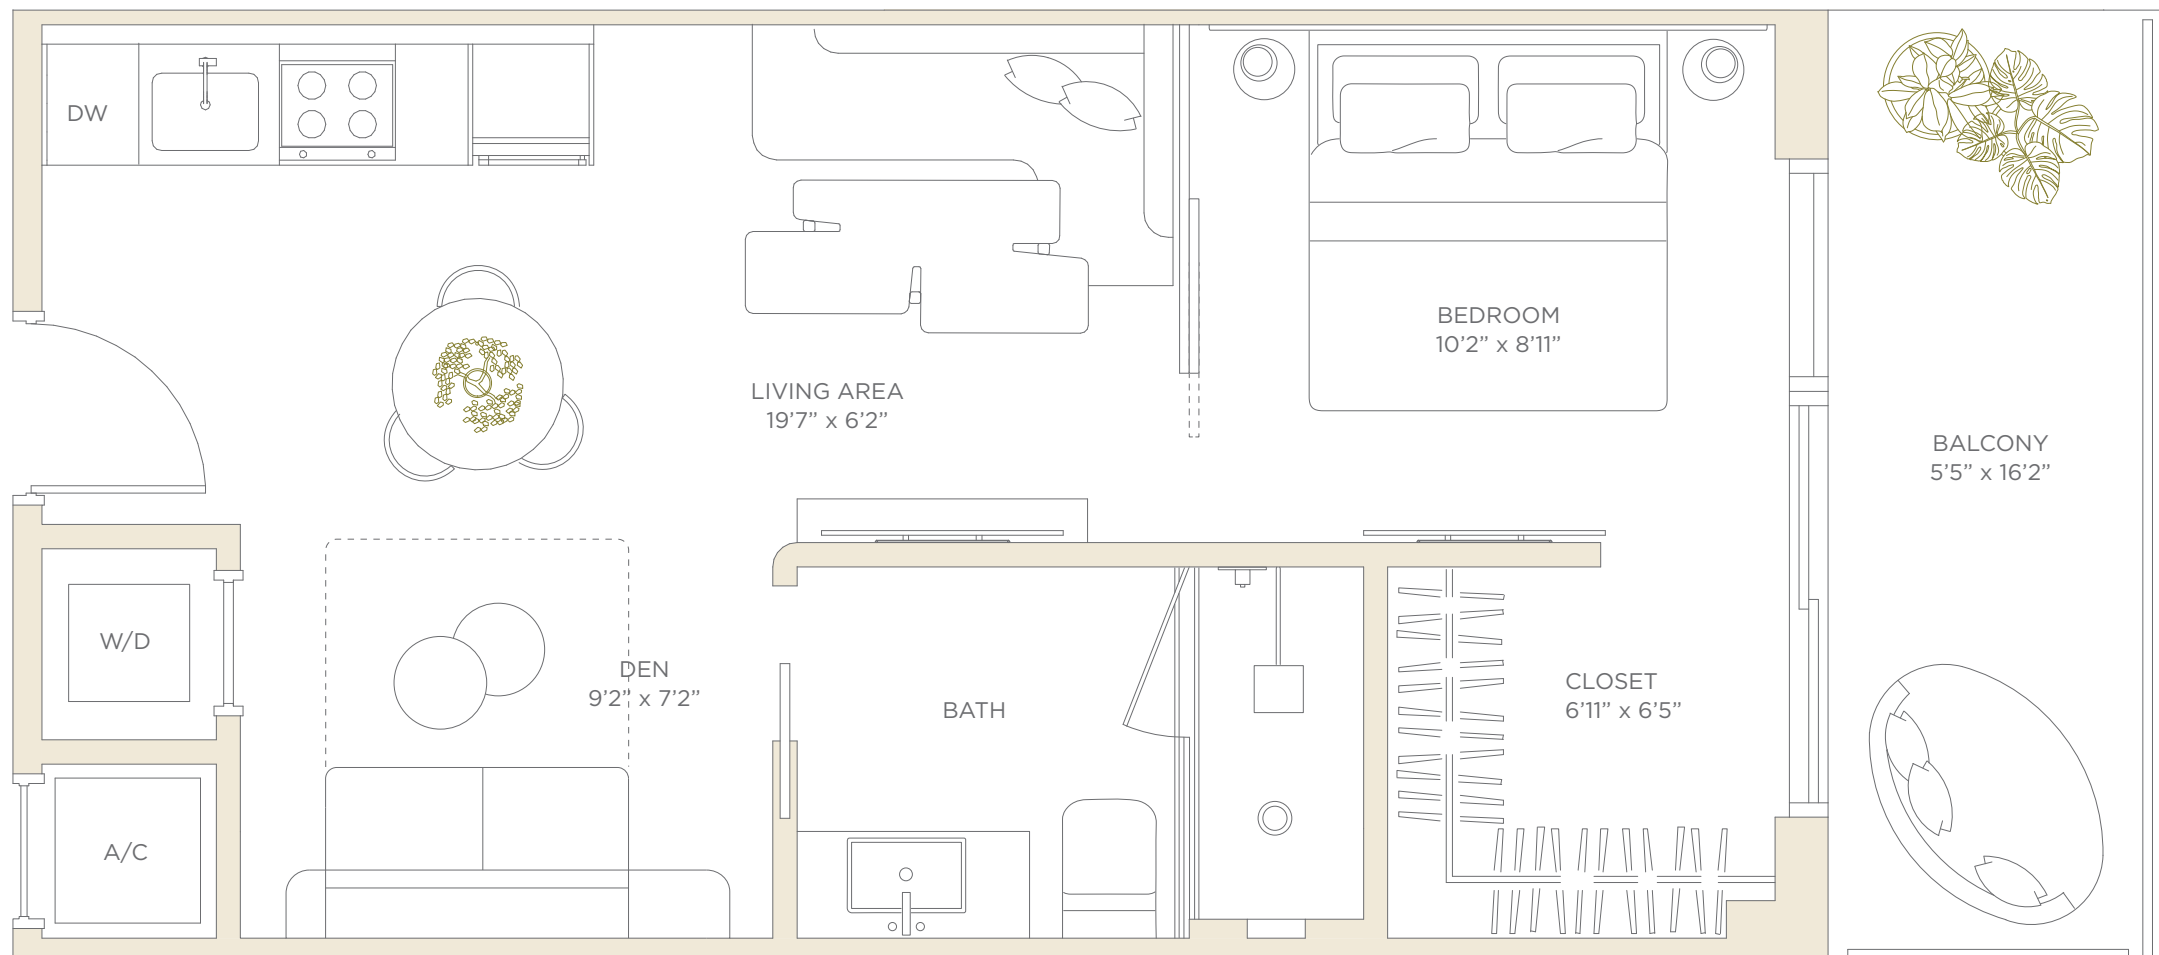 DW
BEDROOM
10'2" x 8'11"
LIVING AREA
19'7" x 6'2"
BALCONY
5'5" x 16'2"
W/D
DEN
9'2" x 7'2"
BATH
CLOSET
6'11" x 6'5"
A/C